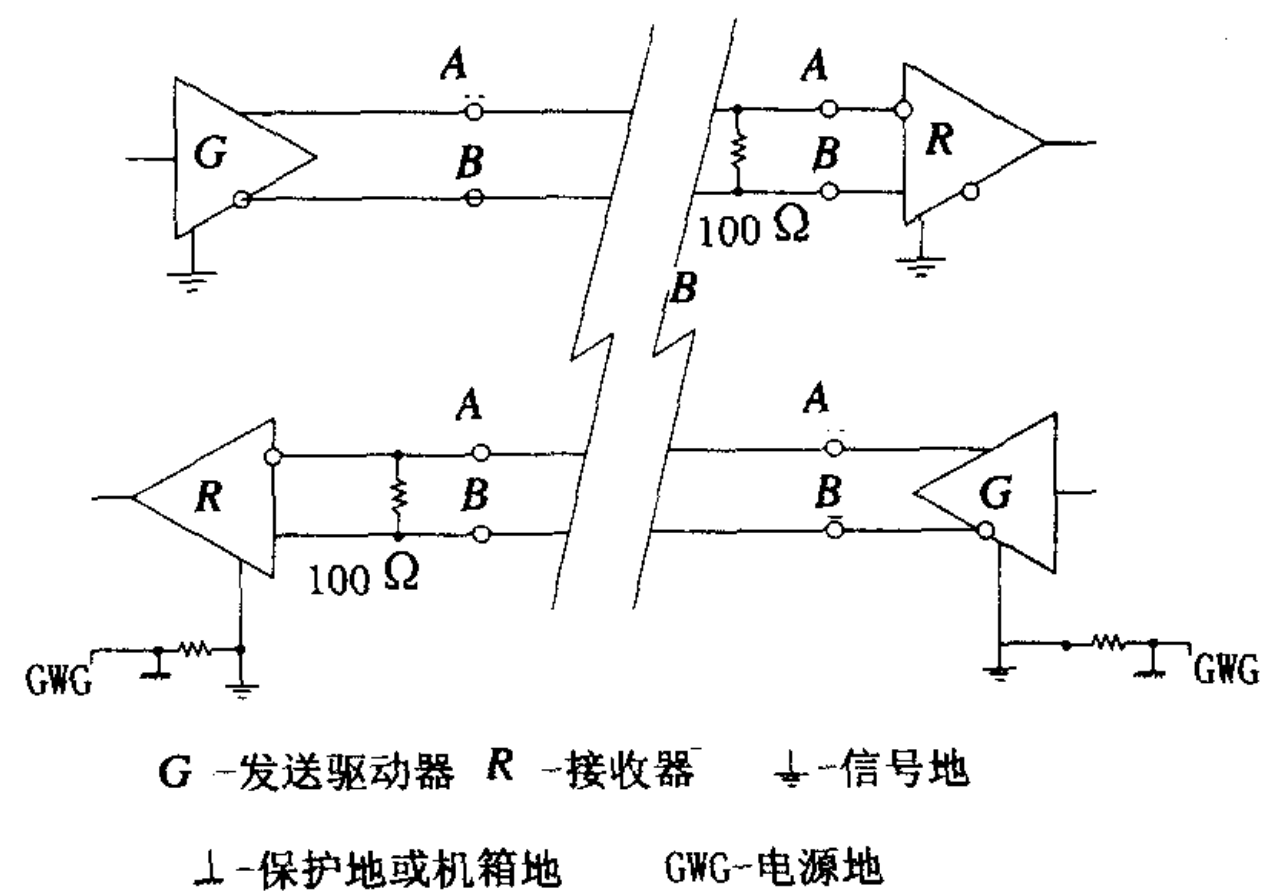 A A
G B B R
100 Ω
B
A A
R B B G
100 Ω
GWG GWG
G -发送驱动器 R -接收器 ⏚-信号地
⊥-保护地或机箱地 GWG-电源地